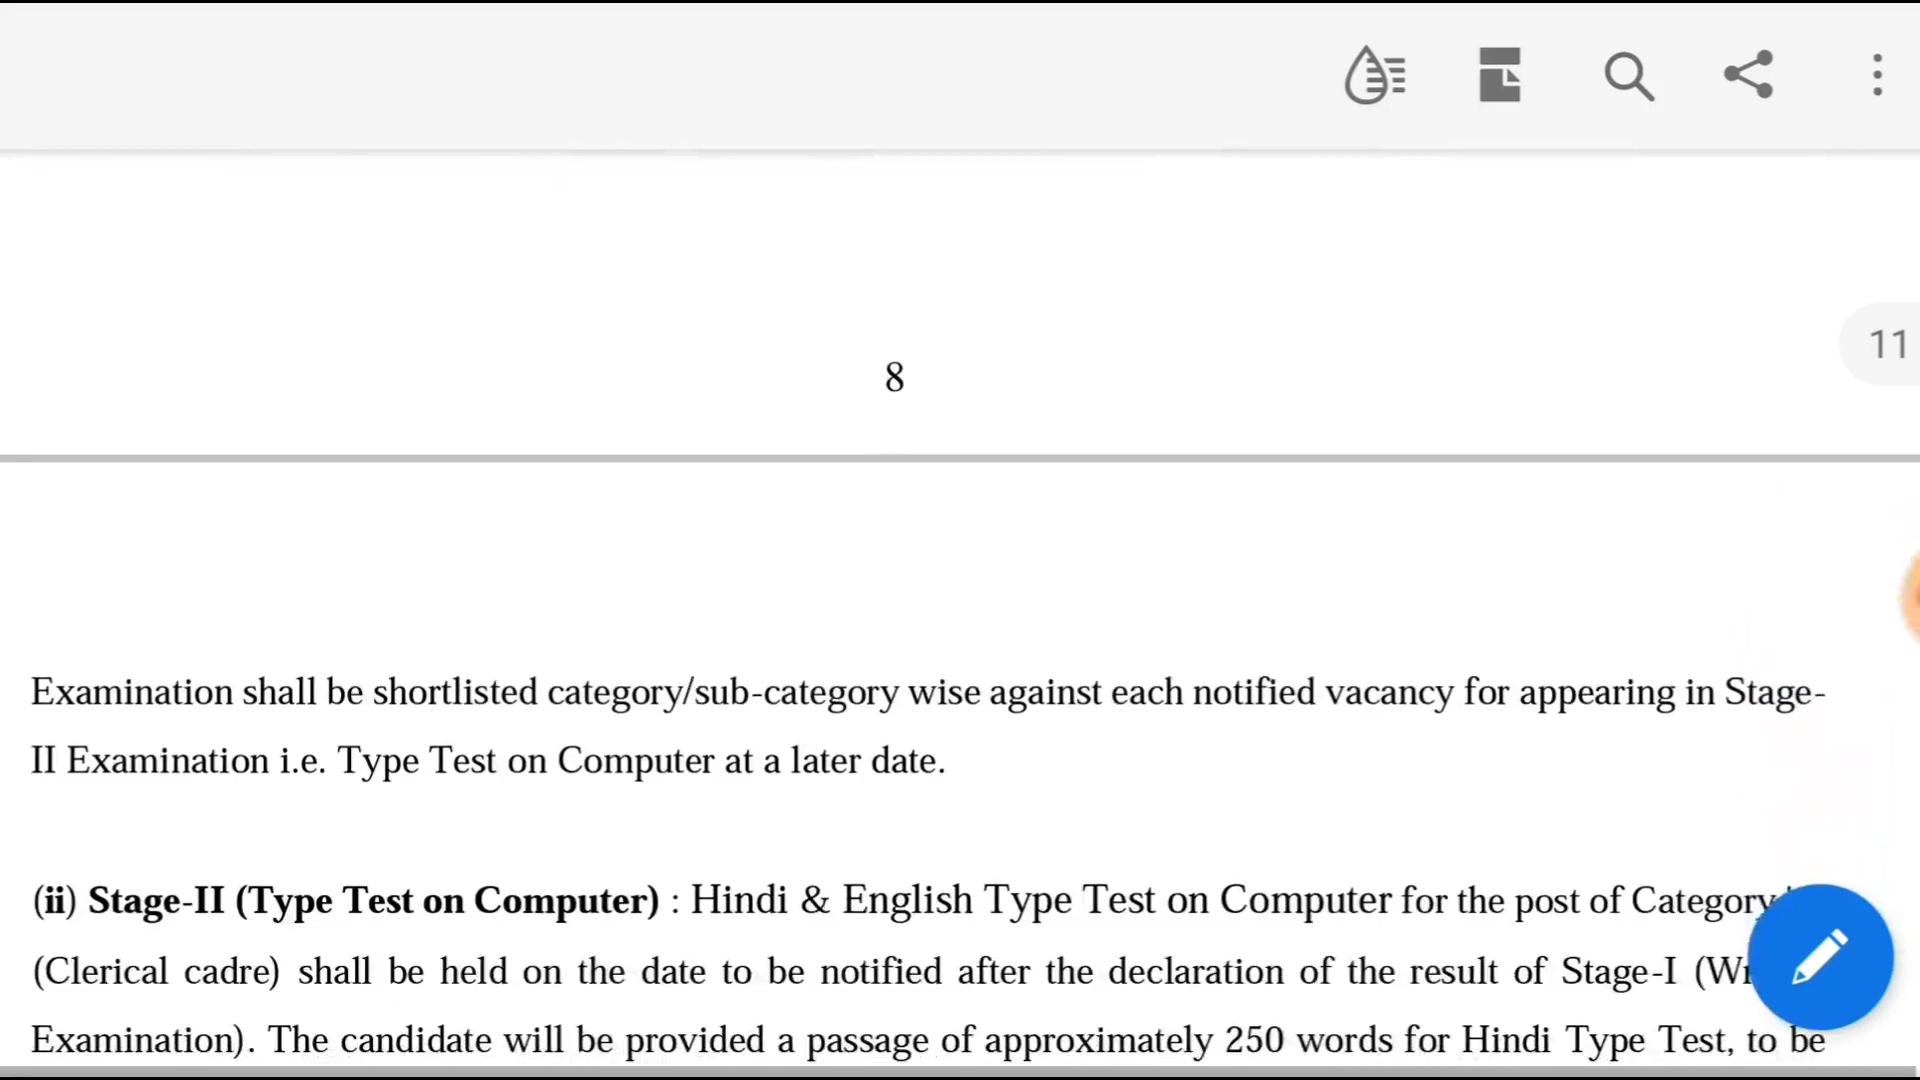 8
11
Examination shall be shortlisted category/sub-category wise against each notified vacancy for appearing in Stage-
II Examination i.e. Type Test on Computer at a later date.
(ii) Stage-II (Type Test on Computer) : Hindi & English Type Test on Computer for the post of Category
(Clerical cadre) shall be held on the date to be notified after the declaration of the result of Stage-I
Examination). The candidate will be provided a passage of approximately 250 words for Hindi Type Test, to be